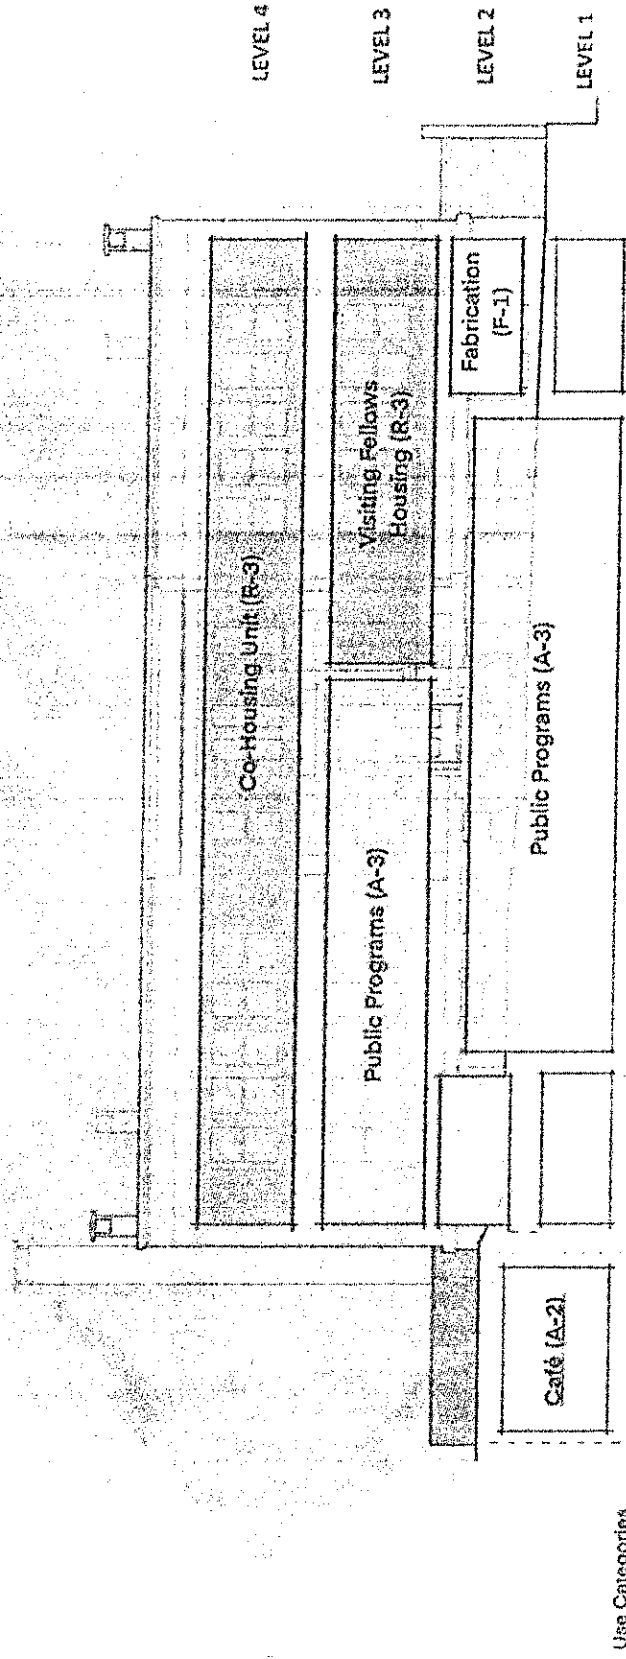 LEVEL 4
Co-Housing Unit (R-3)
LEVEL 3
Public Programs (A-3)
Visiting Fellows
Housing (R-3)
LEVEL 2
Fabrication
(F-1)
Public Programs (A-3)
LEVEL 1
Café (A-2)
Use Categories